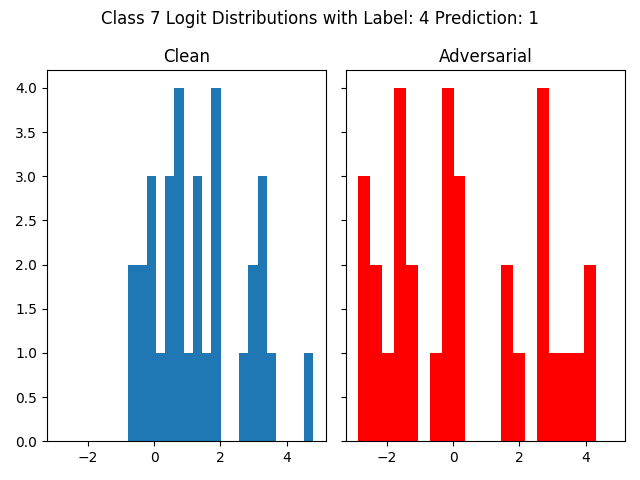 Class 7 Logit Distributions with Label: 4 Prediction: 1
Clean
Adversarial
4.0
3.5
3.0
2.5
2.0
1.5
1.0
0.5
0.0
−2 0 2 4
−2 0 2 4